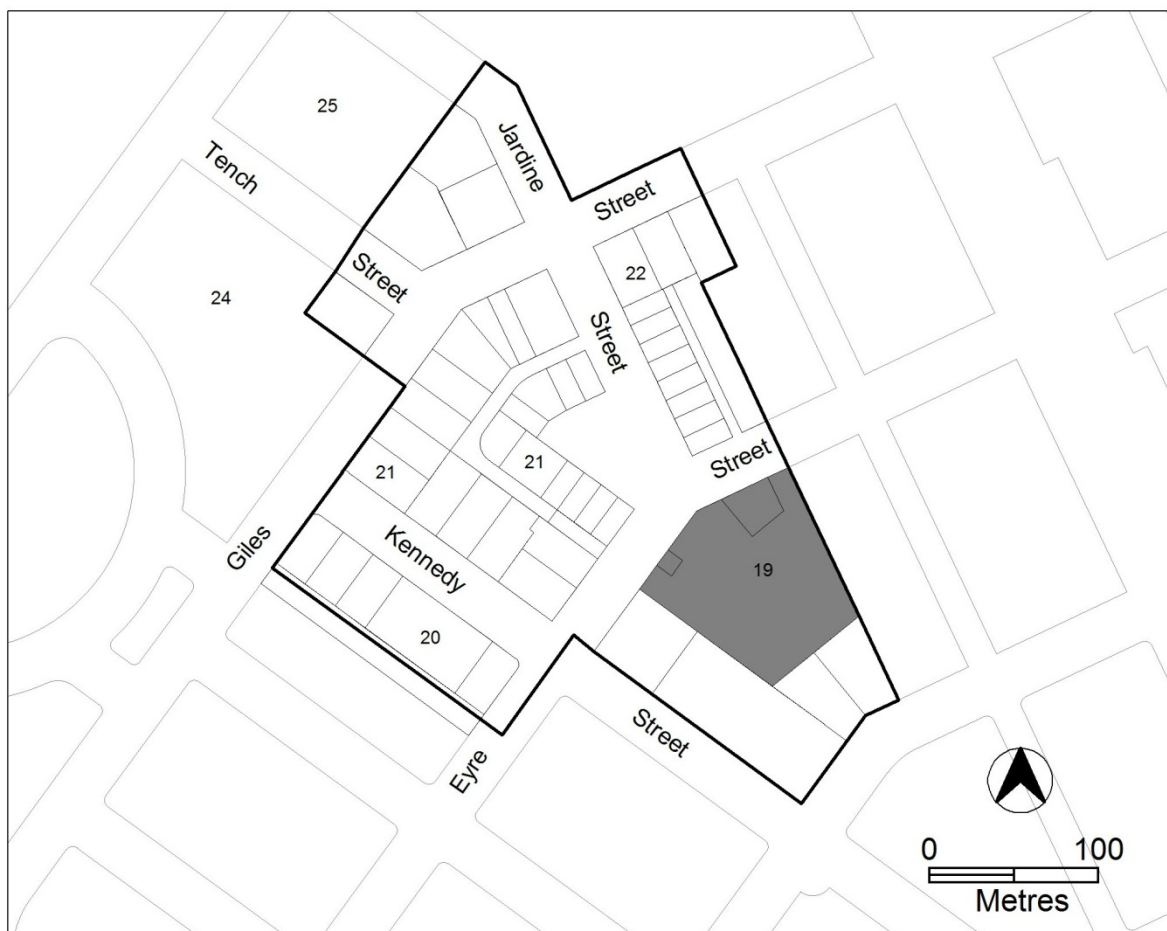 25
Tench
Street
Jardine
Street
22
24
Street
21
21
Street
Giles
Kennedy
19
20
Street
Eyre
0 100
Metres